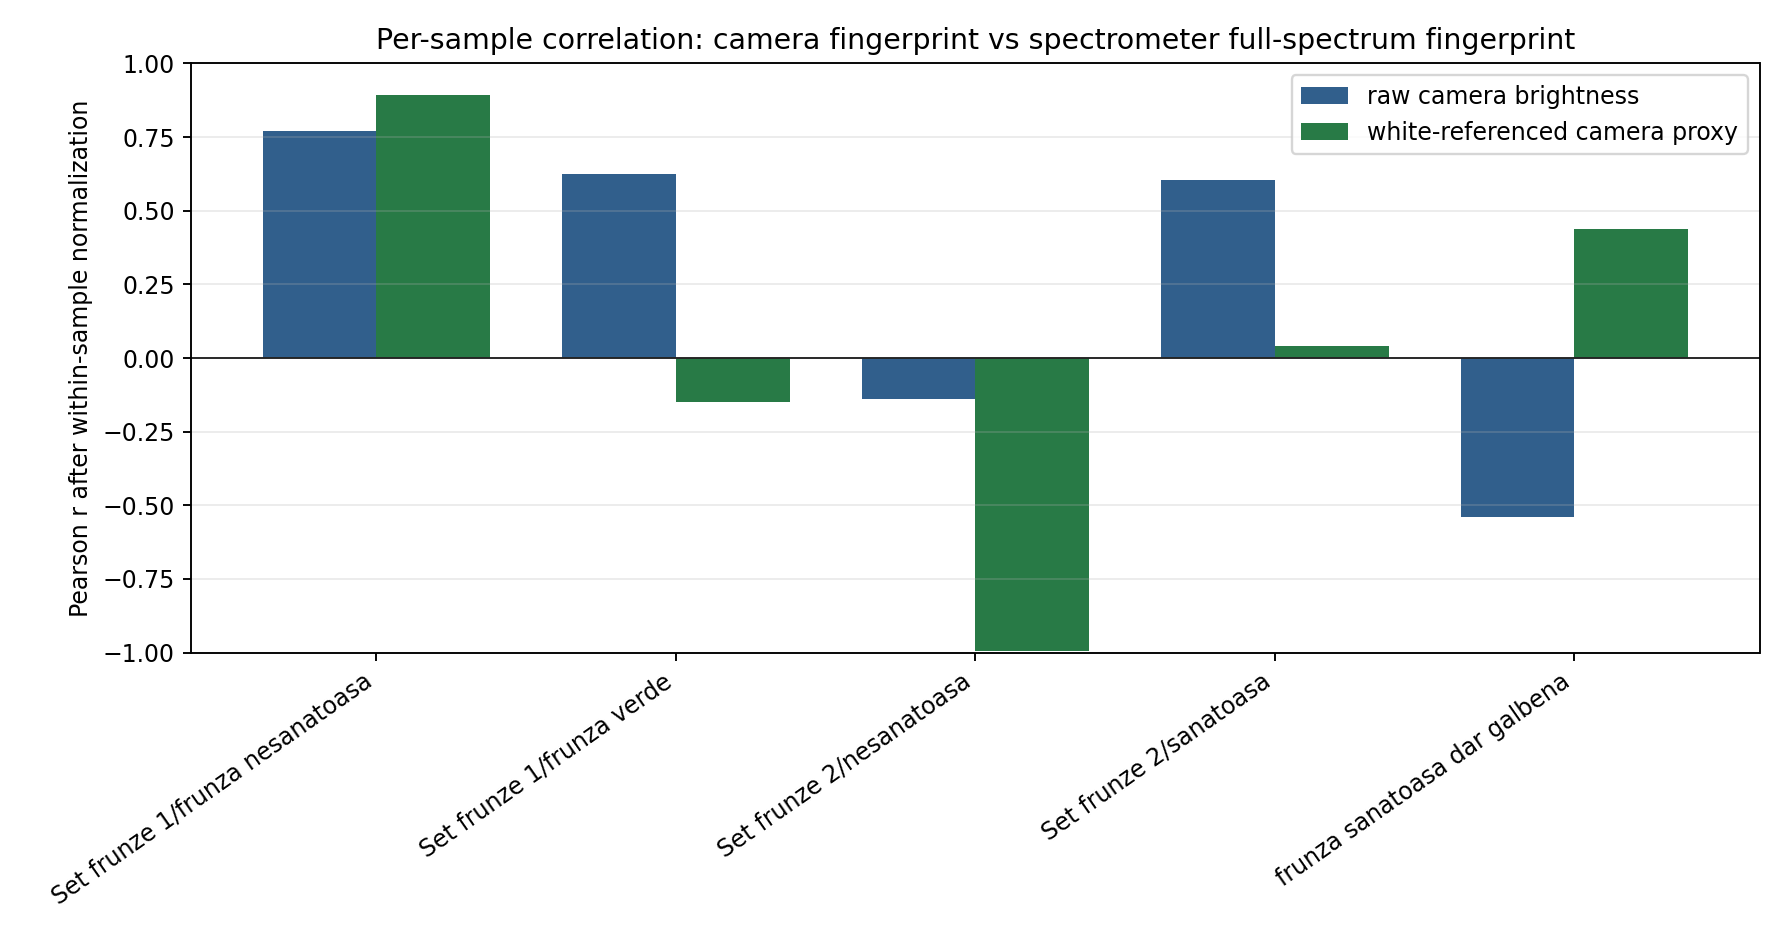 Per-sample correlation: camera fingerprint vs spectrometer full-spectrum fingerprint
Pearson r after within-sample normalization
1.00
0.75
0.50
0.25
0.00
−0.25
−0.50
−0.75
−1.00
raw camera brightness
white-referenced camera proxy
Set frunze 1/frunza nesanatoasa
Set frunze 1/frunza verde
Set frunze 2/nesanatoasa
Set frunze 2/sanatoasa
frunza sanatoasa dar galbena